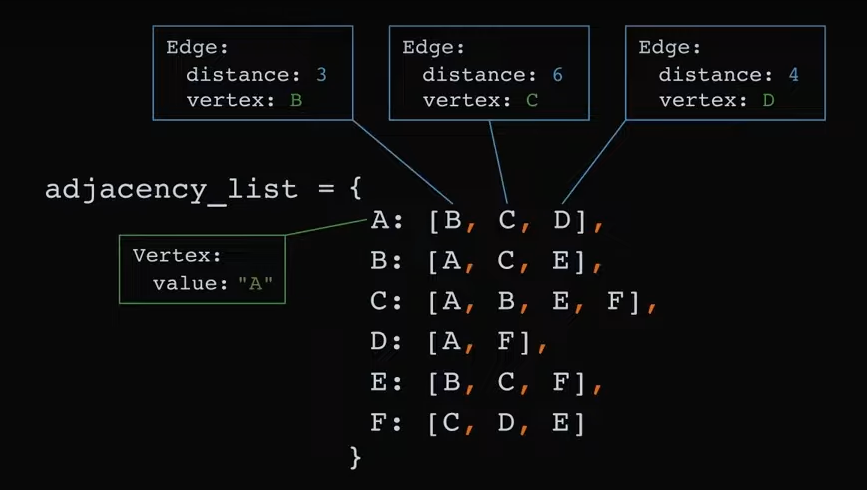 Edge:
distance: 3
vertex: B
Edge:
distance: 6
vertex: C
Edge:
distance: 4
vertex: D
adjacency_list = {
Vertex:
value: "A"
A: [B, C, D],
B: [A, C, E],
C: [A, B, E, F],
D: [A, F],
E: [B, C, F],
F: [C, D, E]
}